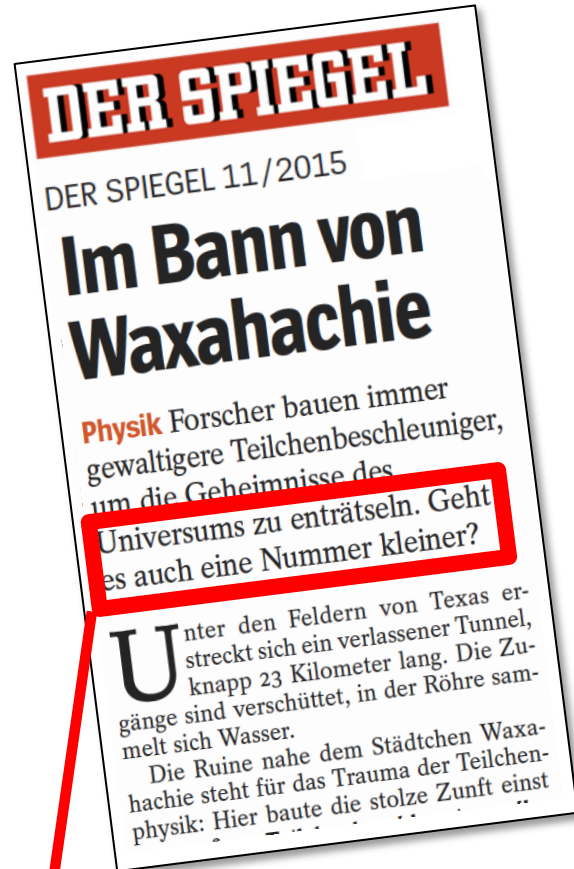 DER SPIEGEL
DER SPIEGEL 11/2015
Im Bann von
Waxahachie
Physik Forscher bauen immer
gewaltigere Teilchenbeschleuniger,
um die Geheimnisse des
Universums zu enträtseln. Geht
es auch eine Nummer kleiner?
Unter den Feldern von Texas er-
streckt sich ein verlassener Tunnel,
knapp 23 Kilometer lang. Die Zu-
gänge sind verschüttet, in der Röhre sam-
melt sich Wasser.
Die Ruine nahe dem Städtchen Waxa-
hachie steht für das Trauma der Teilchen-
physik: Hier baute die stolze Zunft einst